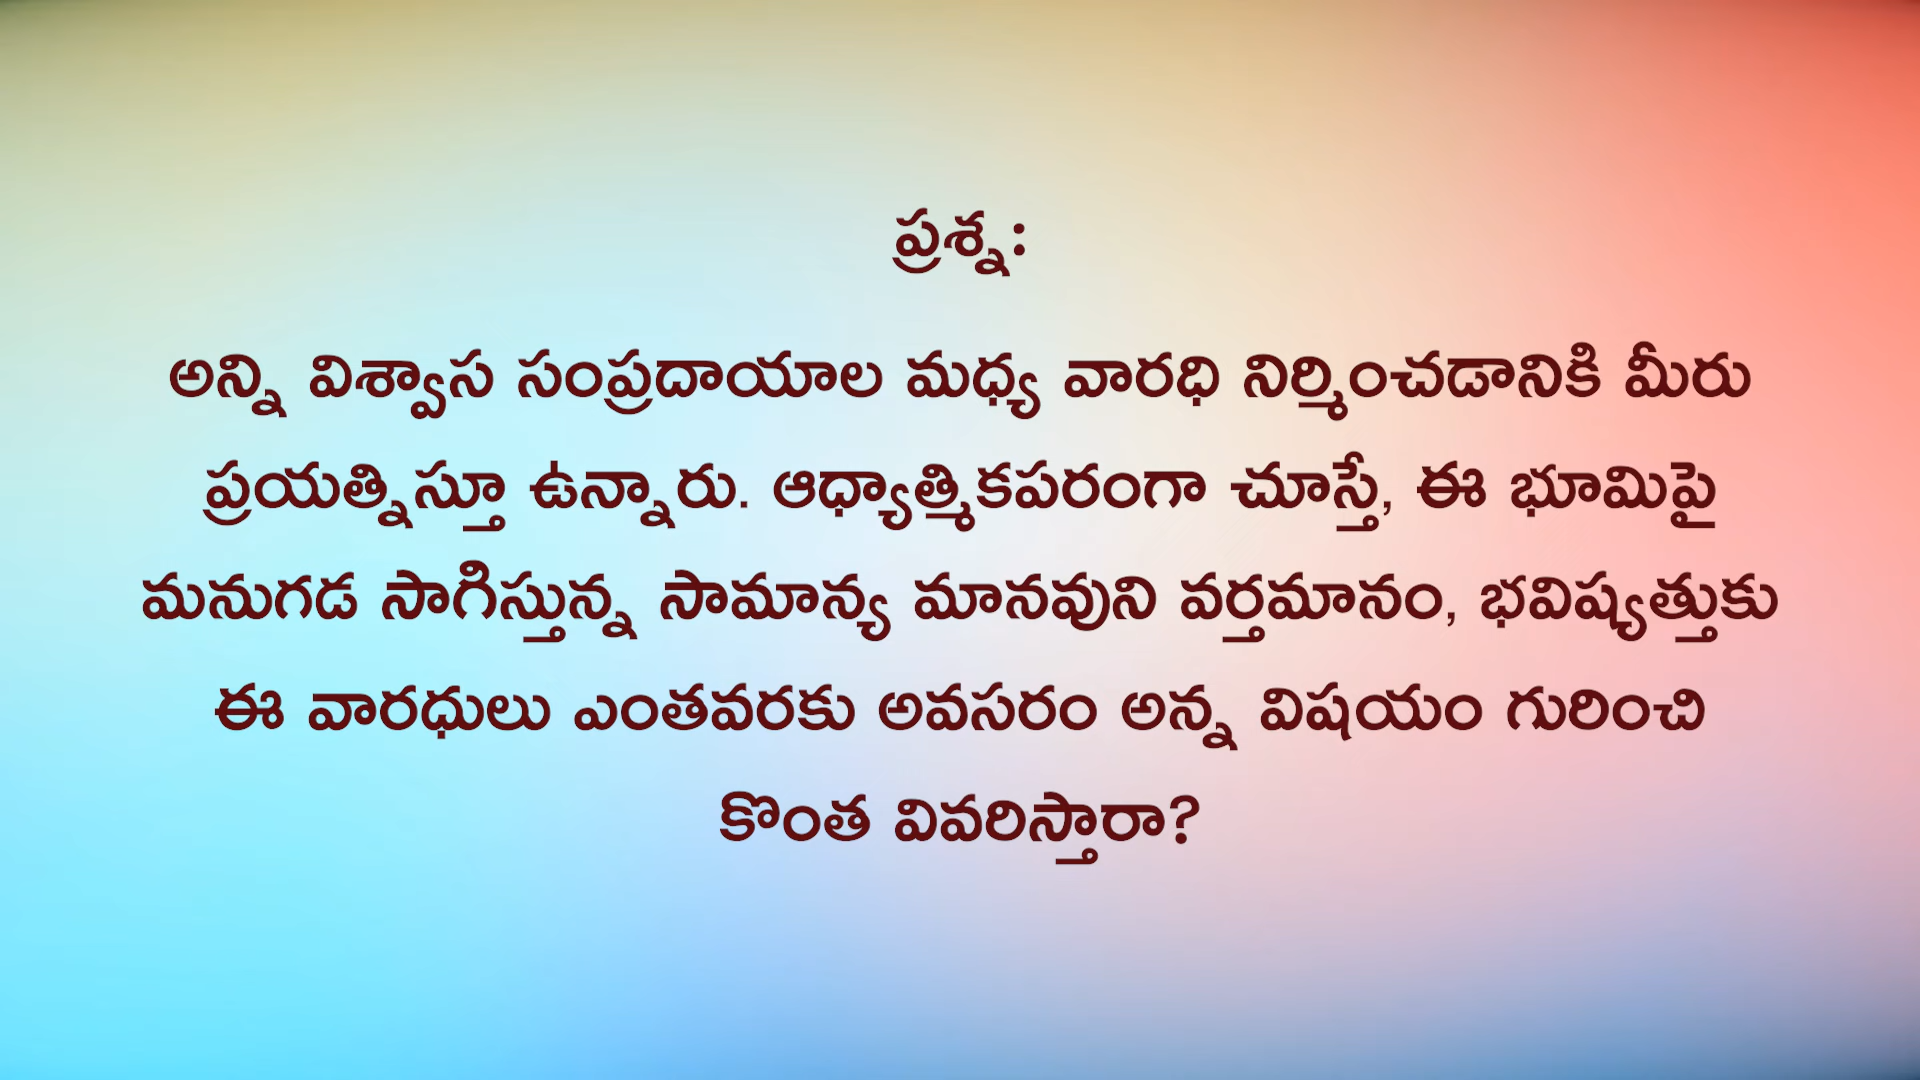 ప్రశ్న:
అన్ని విశ్వాస సంప్రదాయాల మధ్య వారధి నిర్మించడానికి మీరు
ప్రయత్నిస్తూ ఉన్నారు. ఆధ్యాత్మికపరంగా చూస్తే, ఈ భూమిపై
మనుగడ సాగిస్తున్న సామాన్య మానవుని వర్తమానం, భవిష్యత్తుకు
ఈ వారధులు ఎంతవరకు అవసరం అన్న విషయం గురించి
కొంత వివరిస్తారా?